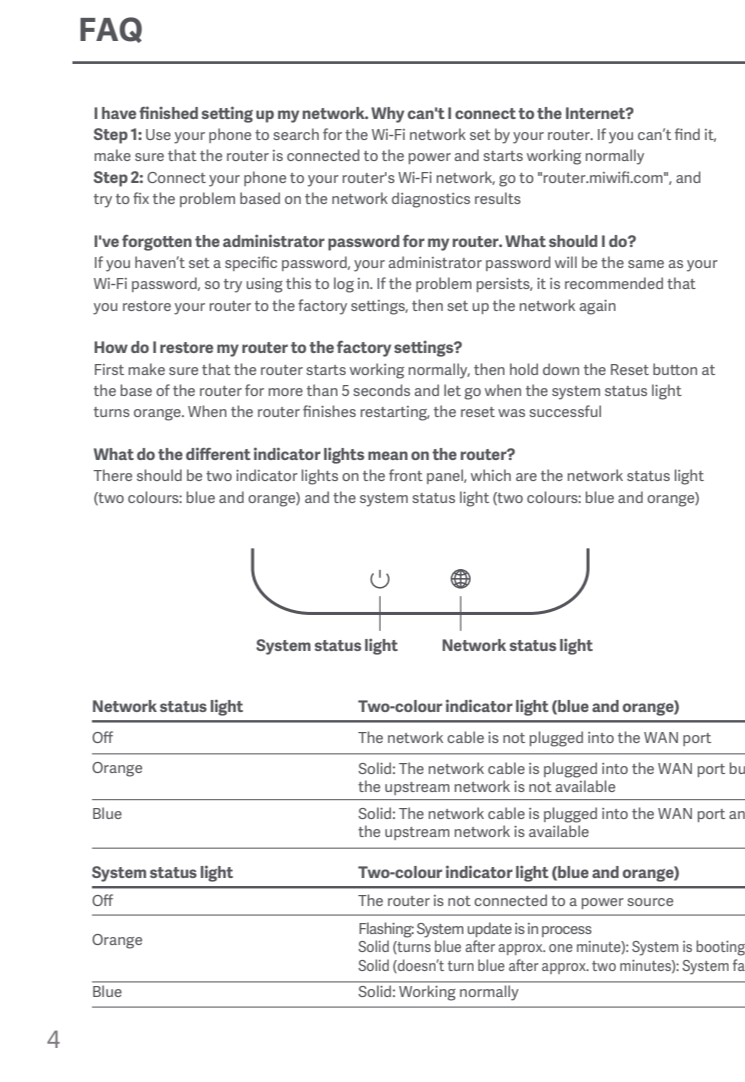 FAQ
I have finished setting up my network. Why can't I connect to the Internet?
Step 1: Use your phone to search for the Wi-Fi network set by your router. If you can’t find it,
make sure that the router is connected to the power and starts working normally
Step 2: Connect your phone to your router's Wi-Fi network, go to "router.miwifi.com", and
try to fix the problem based on the network diagnostics results
I've forgotten the administrator password for my router. What should I do?
If you haven’t set a specific password, your administrator password will be the same as your
Wi-Fi password, so try using this to log in. If the problem persists, it is recommended that
you restore your router to the factory settings, then set up the network again
How do I restore my router to the factory settings?
First make sure that the router starts working normally, then hold down the Reset button at
the base of the router for more than 5 seconds and let go when the system status light
turns orange. When the router finishes restarting, the reset was successful
What do the different indicator lights mean on the router?
There should be two indicator lights on the front panel, which are the network status light
(two colours: blue and orange) and the system status light (two colours: blue and orange)
System status light Network status light
Network status light Two-colour indicator light (blue and orange)
Off The network cable is not plugged into the WAN port
Orange Solid: The network cable is plugged into the WAN port
the upstream network is not available
Blue Solid: The network cable is plugged into the WAN port
the upstream network is available
System status light Two-colour indicator light (blue and orange)
Off The router is not connected to a power source
Flashing: System update is in process
Orange Solid (turns blue after approx. one minute): System is booting
Solid (doesn’t turn blue after approx. two minutes): System
Blue Solid: Working normally
4